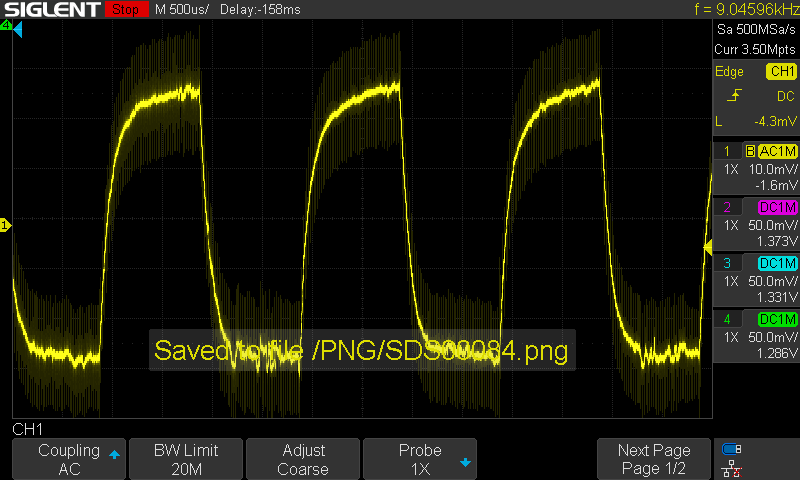 SIGLENT Stop M 500us/ Delay:-158ms f = 9.04596kHz
Sa 500MSa/s
Curr 3.50Mpts
Edge CH1
DC
L -4.3mV
1 B AC1M
1X 10.0mV/
-1.6mV
2 DC1M
1X 50.0mV/
1.373V
3 DC1M
1X 50.0mV/
1.331V
4 DC1M
1X 50.0mV/
1.286V
4
1
Saved to file /PNG/SDS00084.png
CH1
Coupling
AC
BW Limit
20M
Adjust
Coarse
Probe
1X
Next Page
Page 1/2